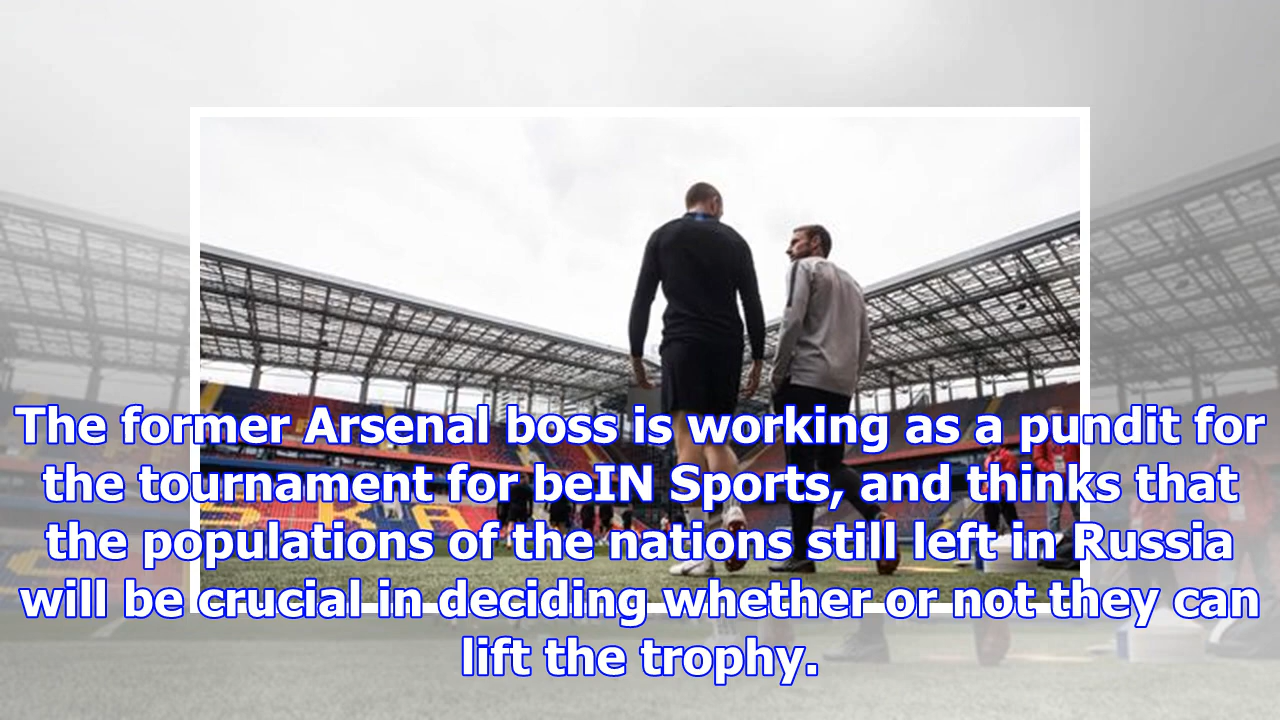 The former Arsenal boss is working as a pundit for
the tournament for beIN Sports, and thinks that
the populations of the nations still left in Russia
will be crucial in deciding whether or not they can
lift the trophy.
SKA